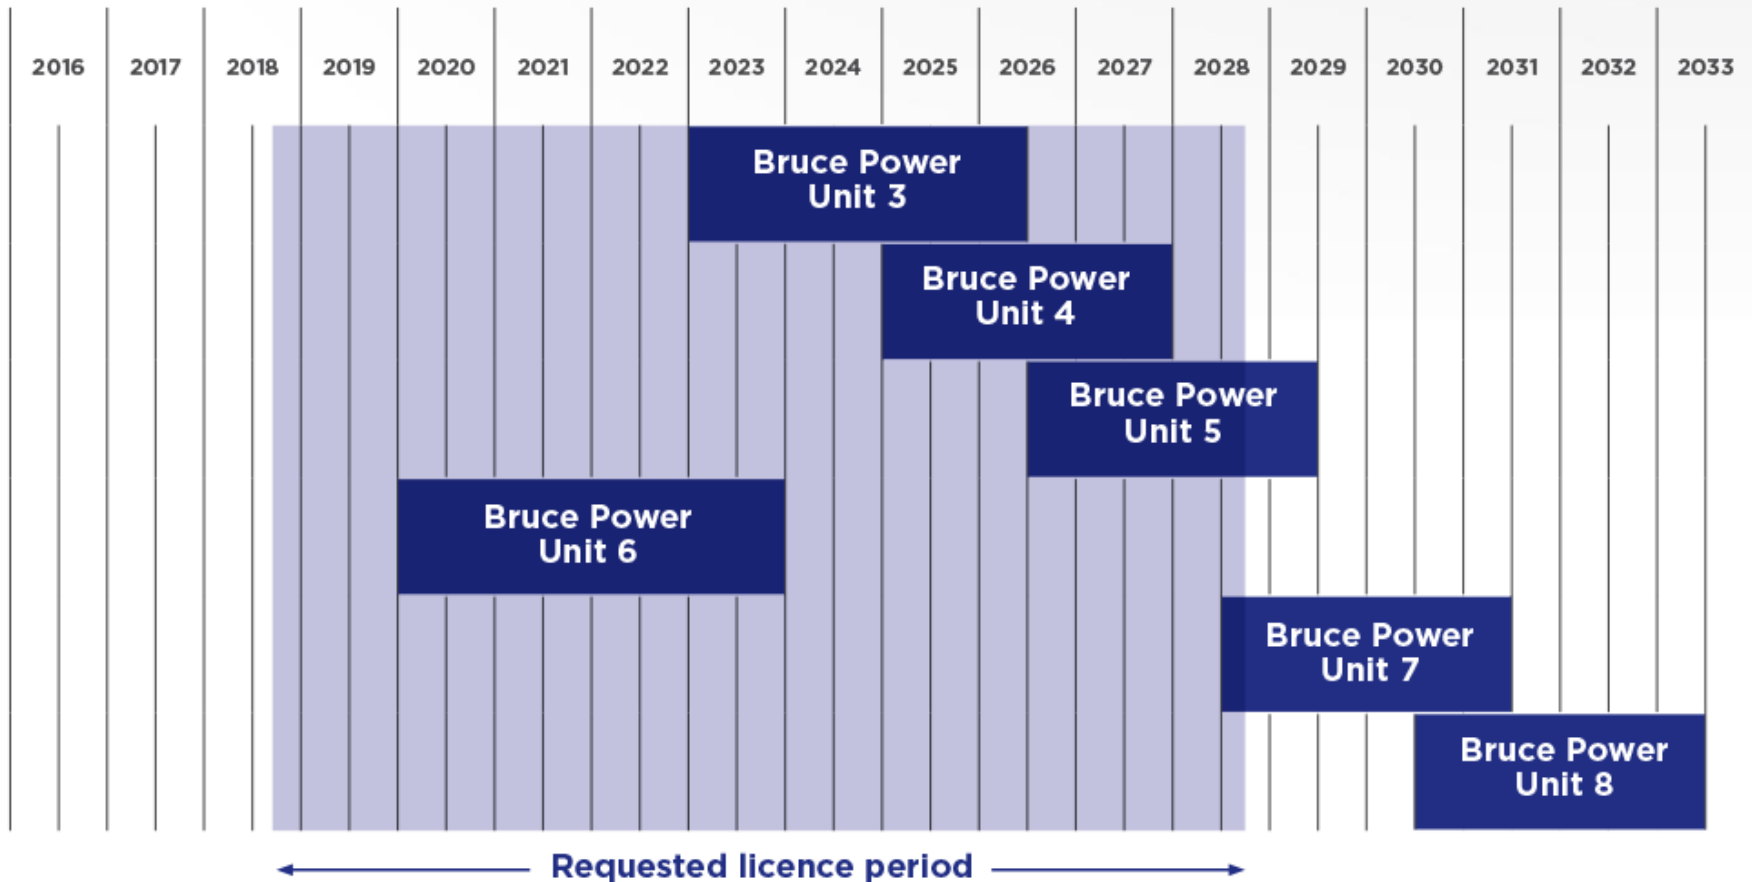 2016 2017 2018 2019 2020 2021 2022 2023 2024 2025 2026 2027 2028 2029 2030 2031 2032 2033
Bruce Power
Unit 3
Bruce Power
Unit 4
Bruce Power
Unit 5
Bruce Power
Unit 6
Bruce Power
Unit 7
Bruce Power
Unit 8
Requested licence period